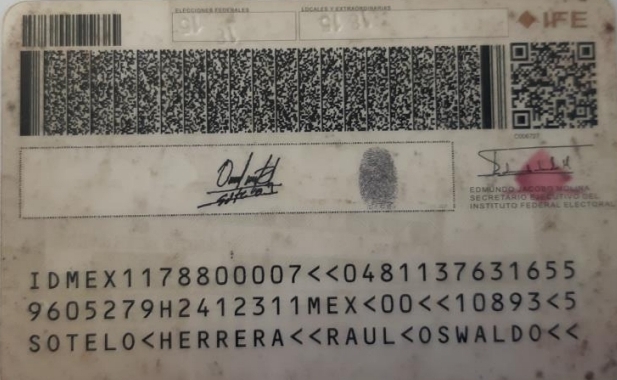 ELECCIONES FEDERALES LOCALES Y EXTRAORDINARIAS
IFE
EDMUNDO JACOBO MOLINA
SECRETARIO EJECUTIVO DEL
INSTITUTO FEDERAL ELECTORAL
IDMEX1178800007<<0481137631655
9605279H2412311MEX<00<<10893<5
SOTELO<HERRERA<<RAUL<OSWALDO<<